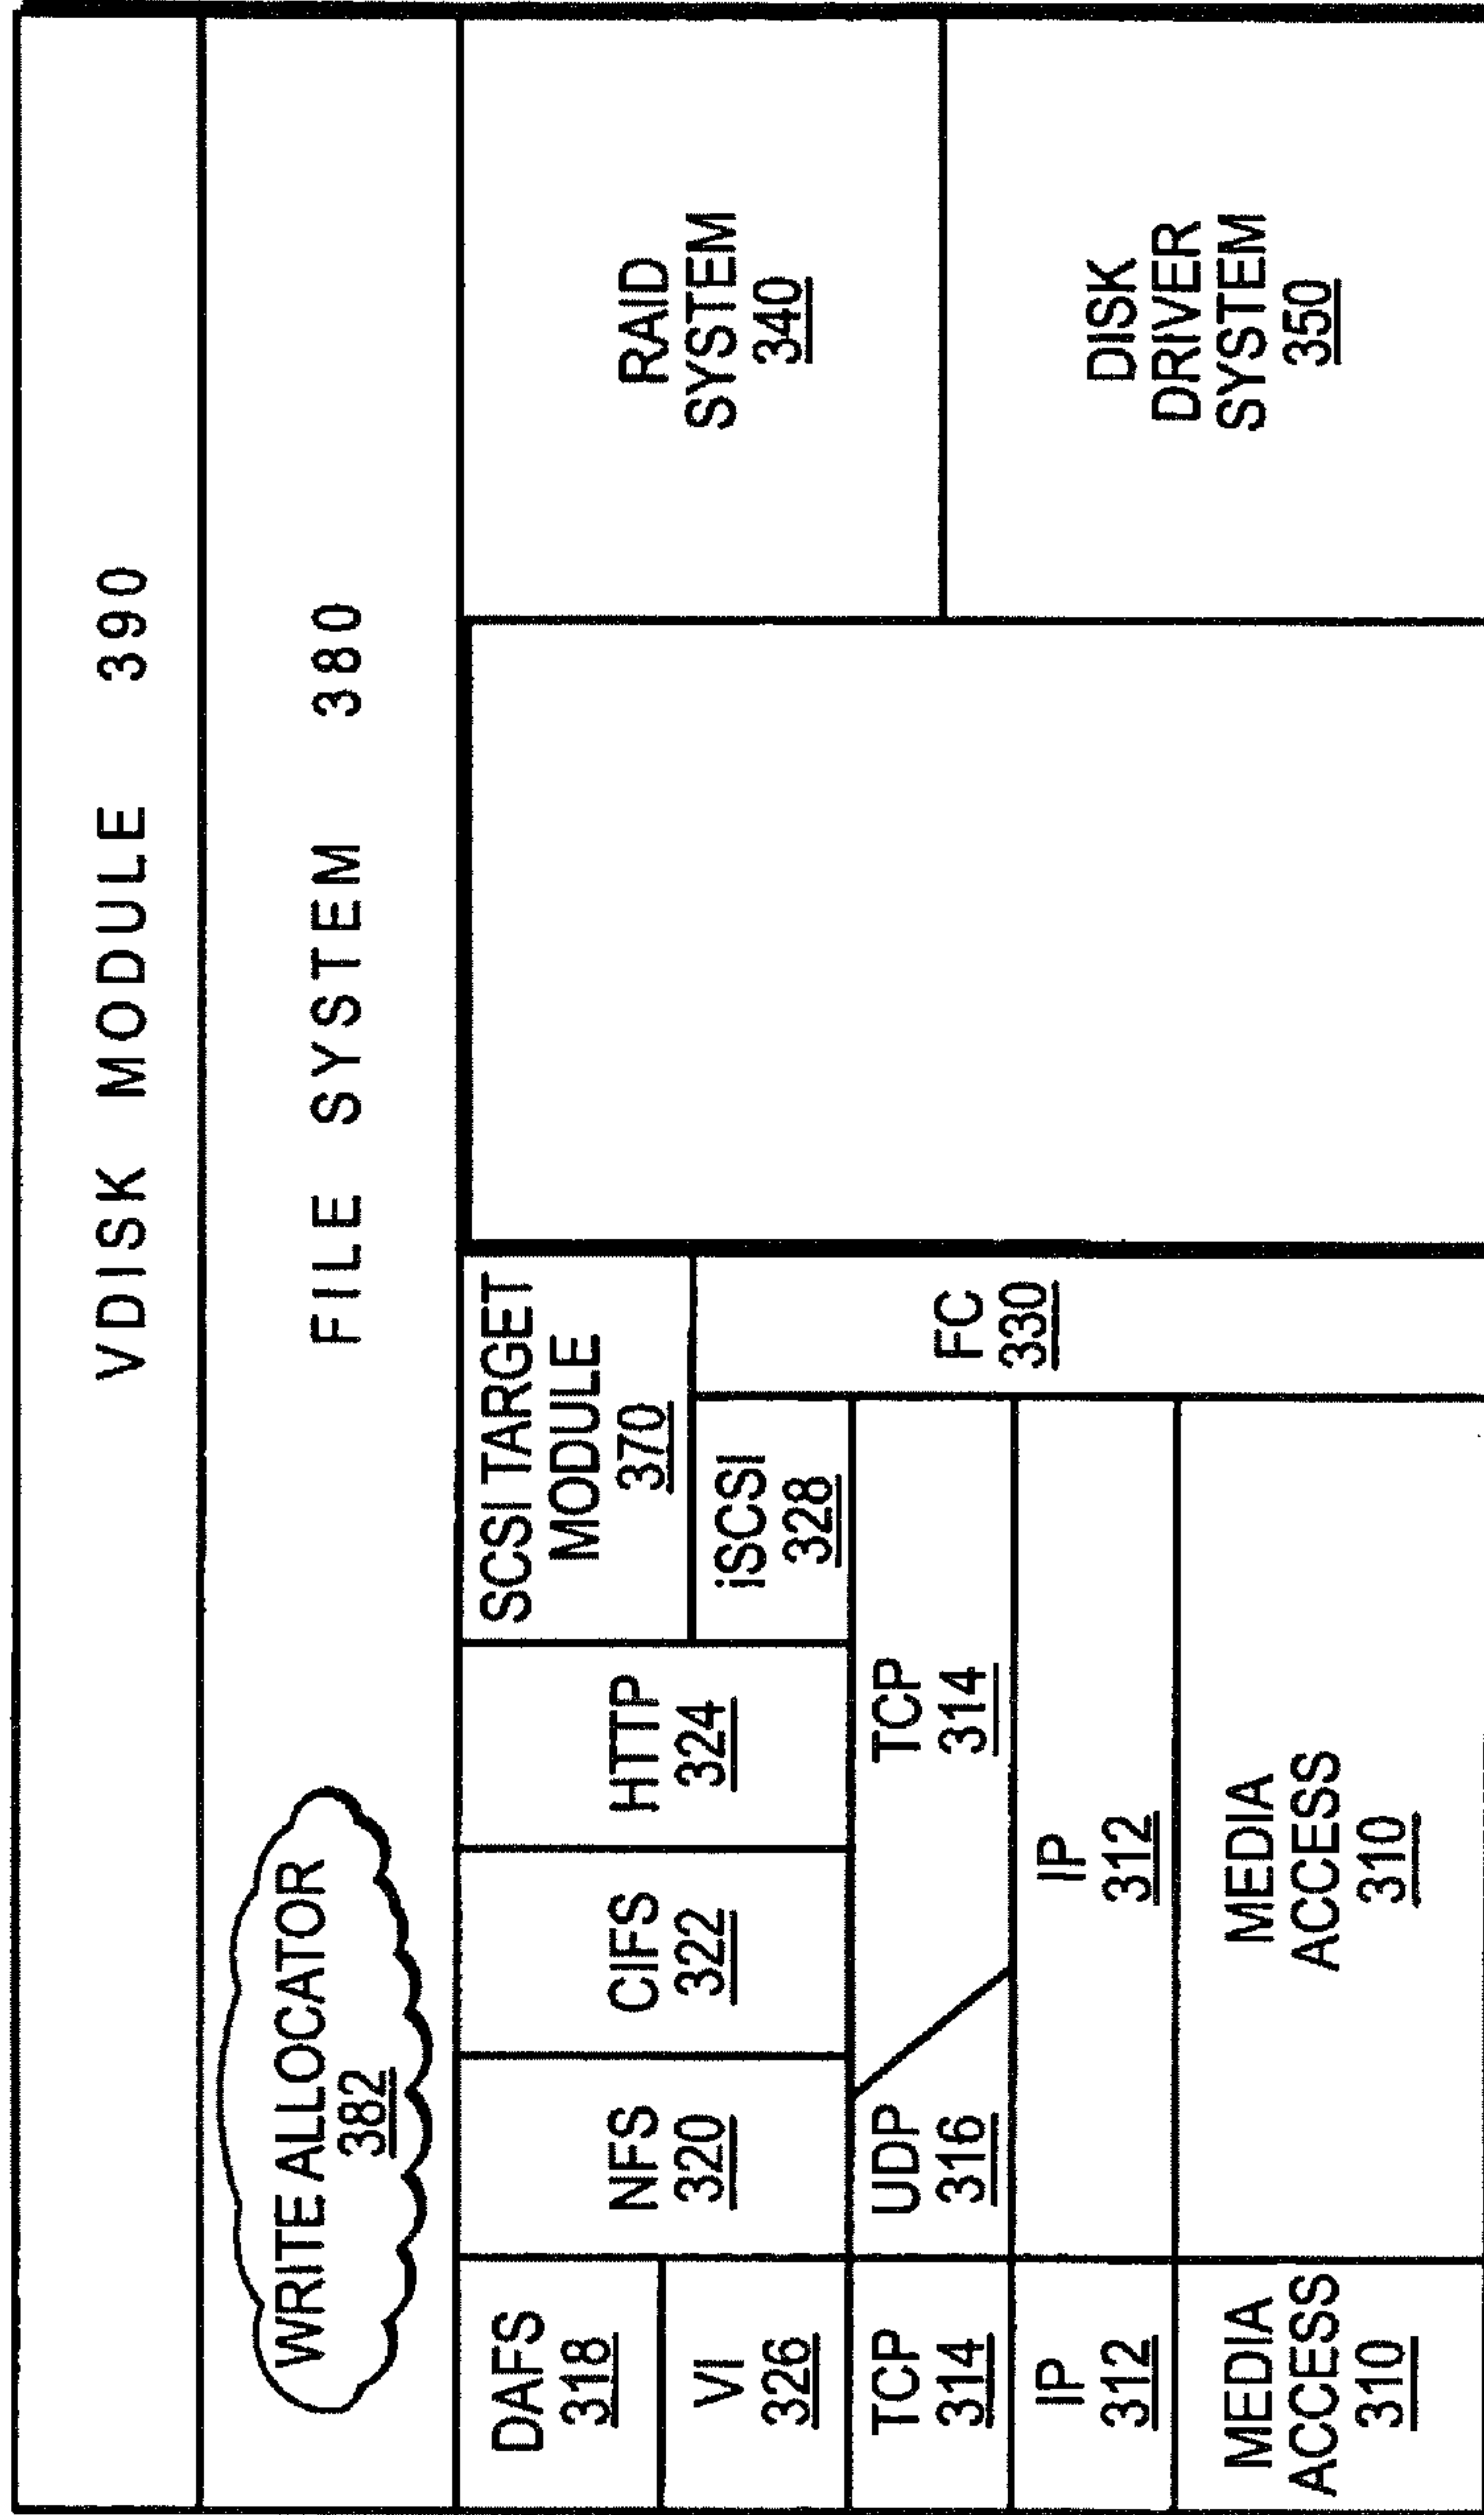 VDISK MODULE 390
FILE SYSTEM 380
WRITE ALLOCATOR
382
DAFS
318
VI
326
TCP
314
IP
312
MEDIA
ACCESS
310
NFS
320
CIFS
322
HTTP
324
SCSI TARGET
MODULE
370
iSCSI
328
FC
330
UDP
316
TCP
314
IP
312
MEDIA
ACCESS
310
RAID
SYSTEM
340
DISK
DRIVER
SYSTEM
350